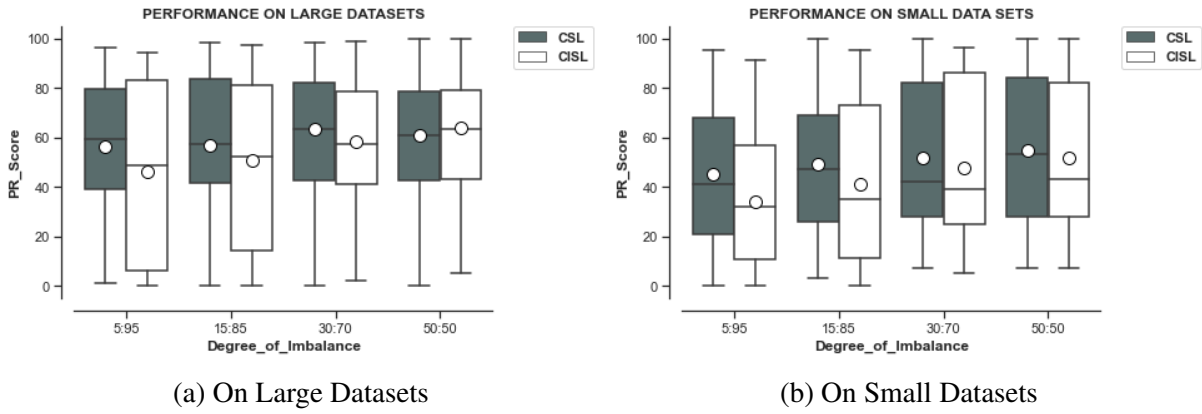 PERFORMANCE ON LARGE DATASETS
100
80
60
40
20
0
PR_Score
5:95
15:85
30:70
50:50
Degree_of_Imbalance
CSL
CISL
(a) On Large Datasets
PERFORMANCE ON SMALL DATA SETS
100
80
60
40
20
0
PR_Score
5:95
15:85
30:70
50:50
Degree_of_Imbalance
CSL
CISL
(b) On Small Datasets